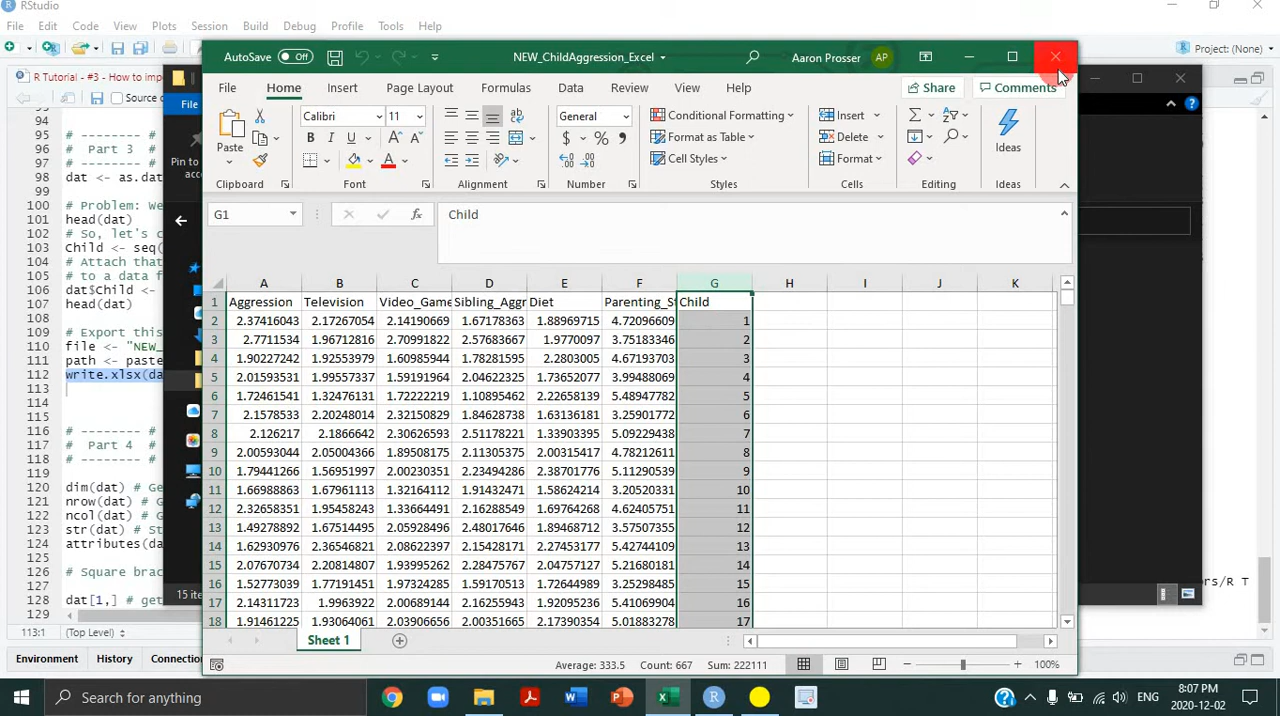 RStudio
File Edit Code View Plots Session Build Debug Profile Tools Help
Project: (None)
R Tutorial - #3 - How to imp
Source o
94
95
96 # -------- #
97 # Part 3 #
98 # -------- #
dat <- as.dat
99
100 # Problem: We
101 head(dat)
102 # So, let's c
103 Child <- seq(
104 # Attach that
105 # to a data f
106 dat$Child <-
107 head(dat)
108
109 # Export this
110 file <- "NEW_
111 path <- paste
112 write.xlsx(da
113
114
115
116 # -------- #
117 # Part 4 #
118 # -------- #
119
120 dim(dat) # Ge
121 nrow(dat) # G
122 ncol(dat) # G
123 str(dat) # St
124 attributes(da
125
126 # Square brac
127
128 dat[1,] # get
129
113:1 (Top Level)
Environment History Connection
File
Pin to
acc
15 item
ors/R T
AutoSave Off NEW_ChildAggression_Excel Aaron Prosser AP
File Home Insert Page Layout Formulas Data Review View Help Share Comments
Paste
Clipboard
Calibri 11
B I U
Font
Alignment
General
$ % 
Number
Conditional Formatting
Format as Table
Cell Styles
Styles
Insert
Delete
Format
Cells
Editing
Ideas
Ideas
G1 fx Child
A B C D E F G H I J K
1 Aggression Television Video_Game Sibling_Aggr Diet Parenting_St Child
2 2.37416043 2.17267054 2.14190669 1.67178363 1.88969715 4.72096609 1
3 2.7711534 1.96712816 2.70991822 2.57683667 1.9770097 3.75183346 2
4 1.90227242 1.92553979 1.60985944 1.78281595 2.2803005 4.67193703 3
5 2.01593531 1.99557337 1.59191964 2.04622325 1.73652077 3.99488069 4
6 1.72461541 1.32476131 1.72222219 1.10895462 2.22658139 5.48947782 5
7 2.1578533 2.20248014 2.32150829 1.84628738 1.63136181 3.25901772 6
8 2.126217 2.1866642 2.30626593 2.51178221 1.33903395 5.09229438 7
9 2.00593044 2.05004366 1.89508175 2.11305375 2.00315417 4.78212611 8
10 1.79441266 1.56951997 2.00230351 2.23494286 2.38701776 5.11290539 9
11 1.66988863 1.67961113 1.32164112 1.91432471 1.58624214 3.20520331 10
12 2.32658351 1.95458243 1.33664491 2.16288549 1.69764268 4.62405751 11
13 1.49278892 1.67514495 2.05928496 2.48017646 1.89468712 3.57507355 12
14 1.62930976 2.36546821 2.08622397 2.15428171 2.27453177 5.42744109 13
15 2.07670734 2.20814807 1.93995262 2.28475767 2.04757127 5.21680181 14
16 1.52773039 1.77191451 1.97324285 1.59170513 1.72644989 3.25298485 15
17 2.14311723 1.9963922 2.00689144 2.16255943 1.92095236 5.41069904 16
18 1.91461225 1.93064061 2.03906656 2.00351665 2.17390354 5.01883278 17
Sheet 1
Average: 333.5 Count: 667 Sum: 222111 100%
Search for anything
ENG
8:07 PM
2020-12-02